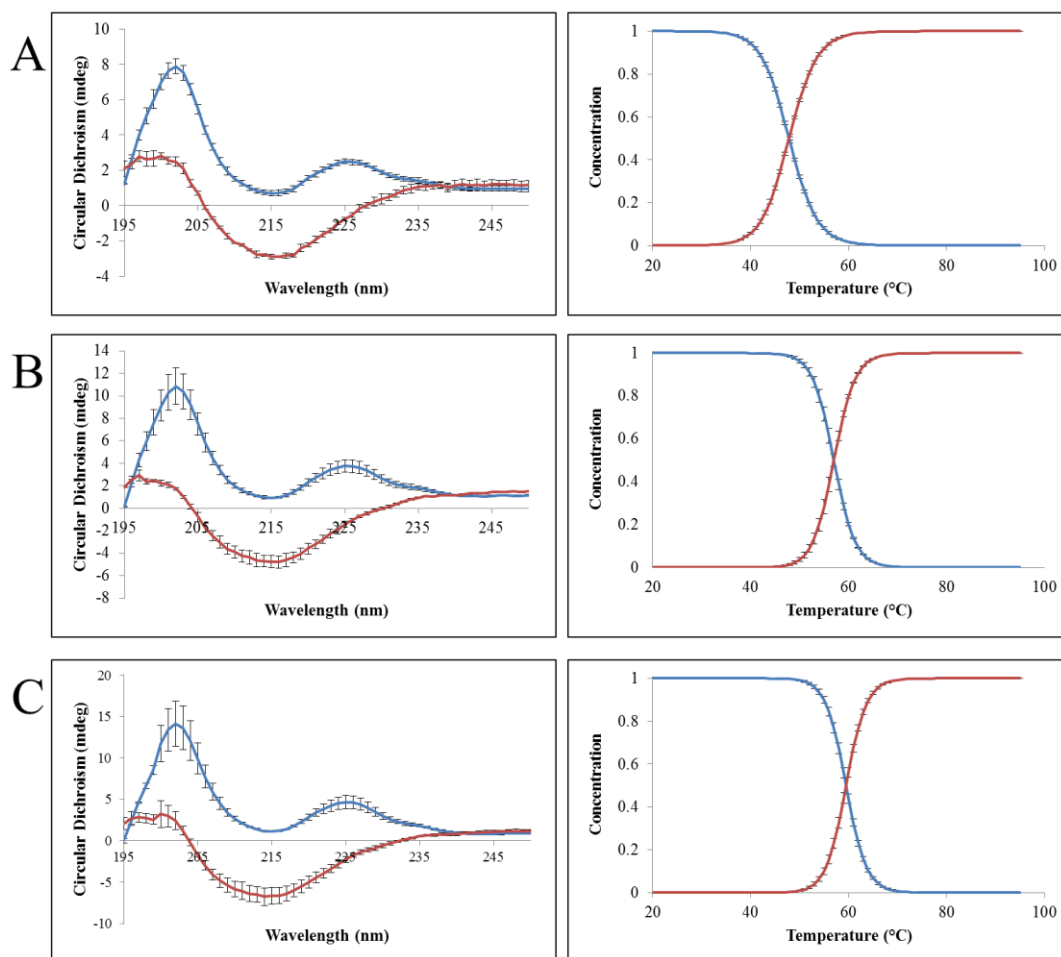 A
10
8
6
4
2
0
-2
-4
195 205 215 225 235 245
Circular Dichroism (mdeg)
Wavelength (nm)
1
0.8
0.6
0.4
0.2
0
20 40 60 80 100
Concentration
Temperature (°C)
B
14
12
10
8
6
4
2
0
-2
-4
-6
-8
195 205 215 225 235 245
Circular Dichroism (mdeg)
Wavelength (nm)
1
0.8
0.6
0.4
0.2
0
20 40 60 80 100
Concentration
Temperature (°C)
C
20
15
10
5
0
-5
-10
195 205 215 225 235 245
Circular Dichroism (mdeg)
Wavelength (nm)
1
0.8
0.6
0.4
0.2
0
20 40 60 80 100
Concentration
Temperature (°C)